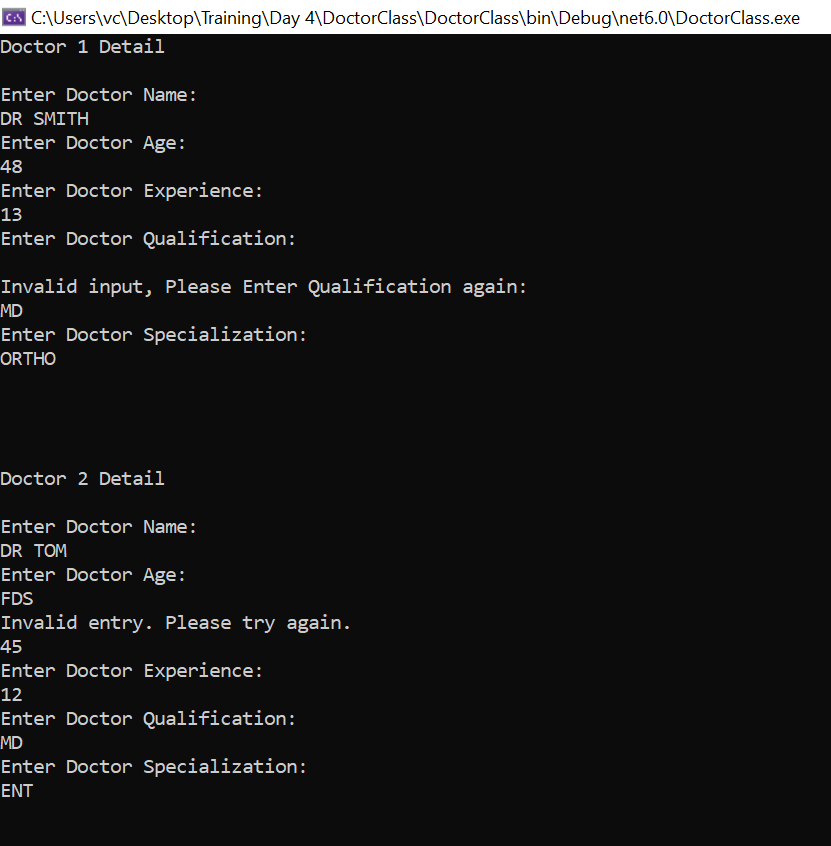 C:\Users\vc\Desktop\Training\Day 4\DoctorClass\DoctorClass\bin\Debug\net6.0\DoctorClass.exe
Doctor 1 Detail
Enter Doctor Name:
DR SMITH
Enter Doctor Age:
48
Enter Doctor Experience:
13
Enter Doctor Qualification:
Invalid input, Please Enter Qualification again:
MD
Enter Doctor Specialization:
ORTHO
Doctor 2 Detail
Enter Doctor Name:
DR TOM
Enter Doctor Age:
FDS
Invalid entry. Please try again.
45
Enter Doctor Experience:
12
Enter Doctor Qualification:
MD
Enter Doctor Specialization:
ENT